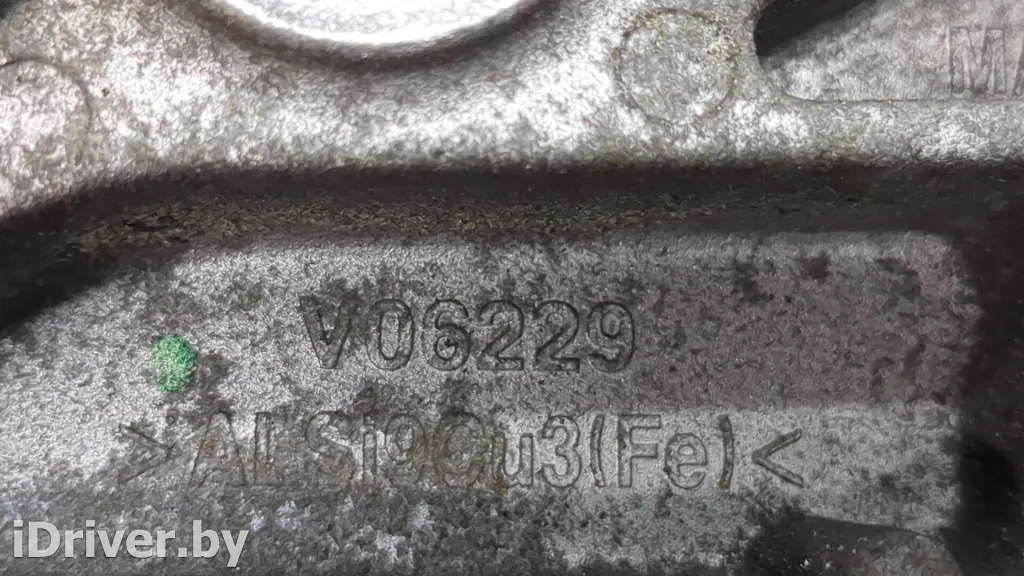 V06229
>ALSi9Cu3(Fe)<
iDriver.by